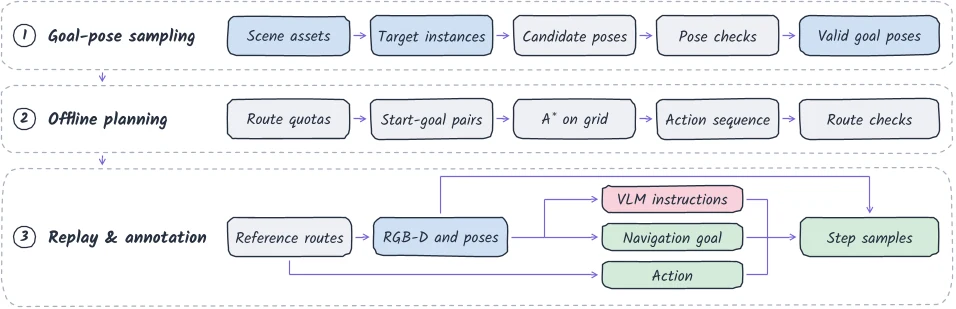 1 Goal-pose sampling
Scene assets
Target instances
Candidate poses
Pose checks
Valid goal poses
2 Offline planning
Route quotas
Start-goal pairs
A* on grid
Action sequence
Route checks
3 Replay & annotation
Reference routes
RGB-D and poses
VLM instructions
Navigation goal
Action
Step samples